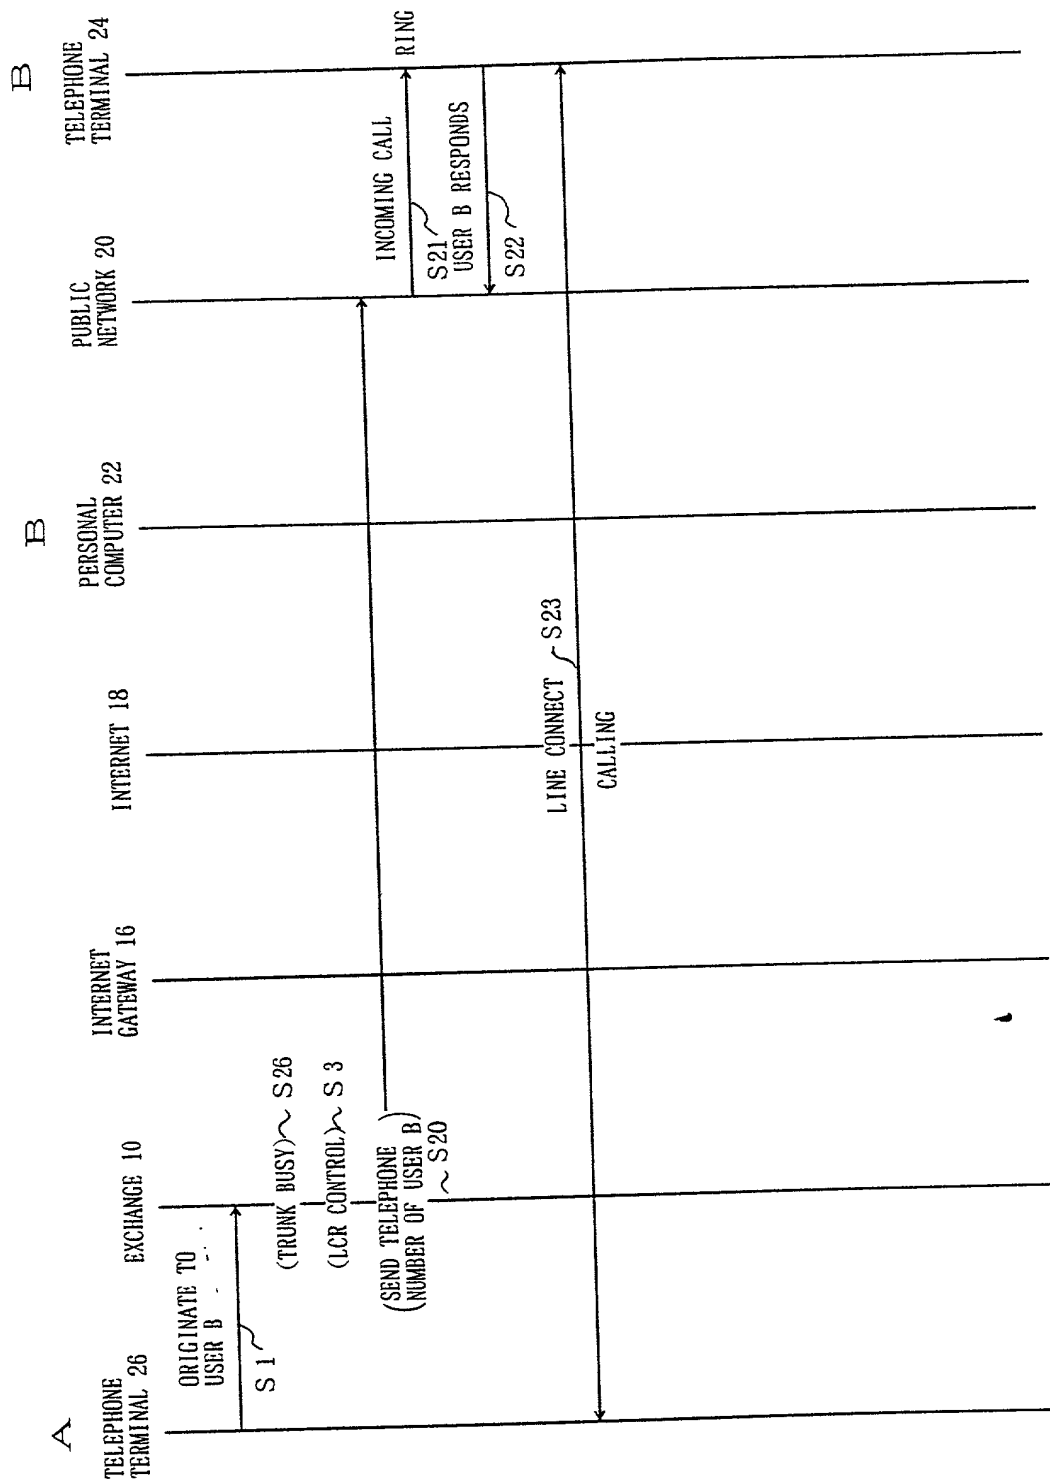 A
TELEPHONE
TERMINAL 26
EXCHANGE 10
INTERNET
GATEWAY 16
INTERNET 18
B
PERSONAL
COMPUTER 22
PUBLIC
NETWORK 20
B
TELEPHONE
TERMINAL 24
ORIGINATE TO
USER B
S1
(TRUNK BUSY) S26
(LCR CONTROL) S3
(SEND TELEPHONE)
(NUMBER OF USER B)
S20
INCOMING CALL
RING
S21
USER B RESPONDS
S22
LINE CONNECT S23
CALLING